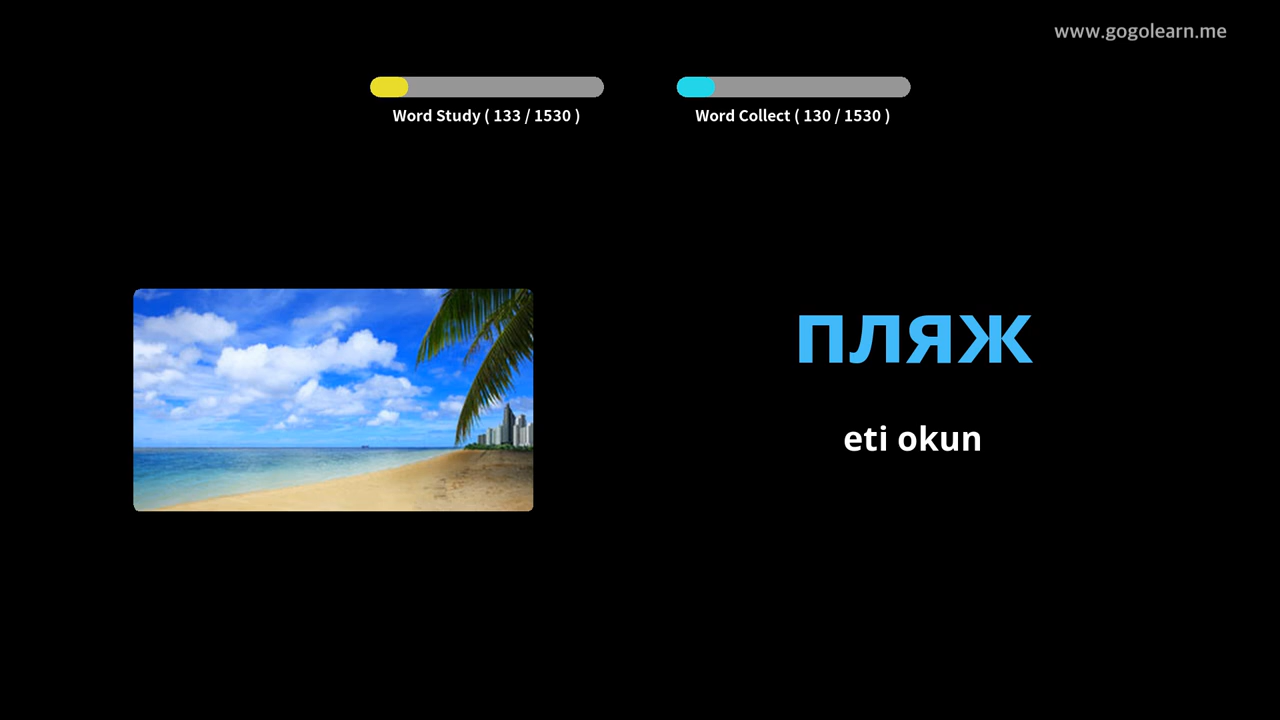 www.gogolearn.me
Word Study ( 133 / 1530 )
Word Collect ( 130 / 1530 )
пляж
eti okun